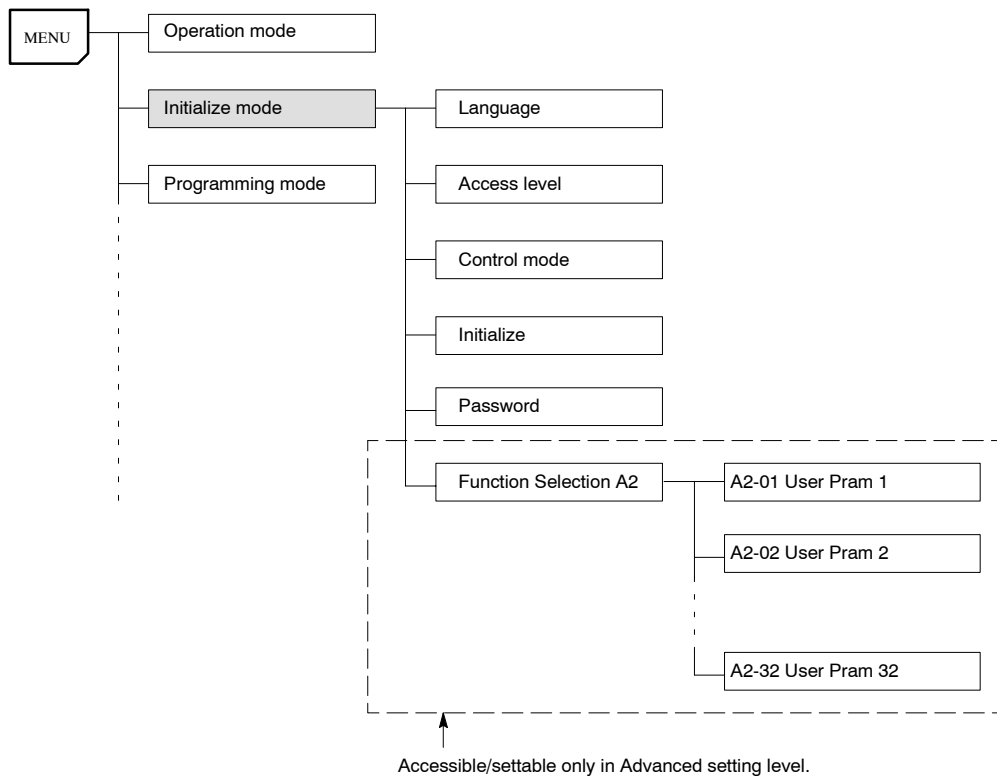 MENU
Operation mode
Initialize mode
Language
Programming mode
Access level
Control mode
Initialize
Password
Function Selection A2
A2-01 User Pram 1
A2-02 User Pram 2
A2-32 User Pram 32
Accessible/settable only in Advanced setting level.